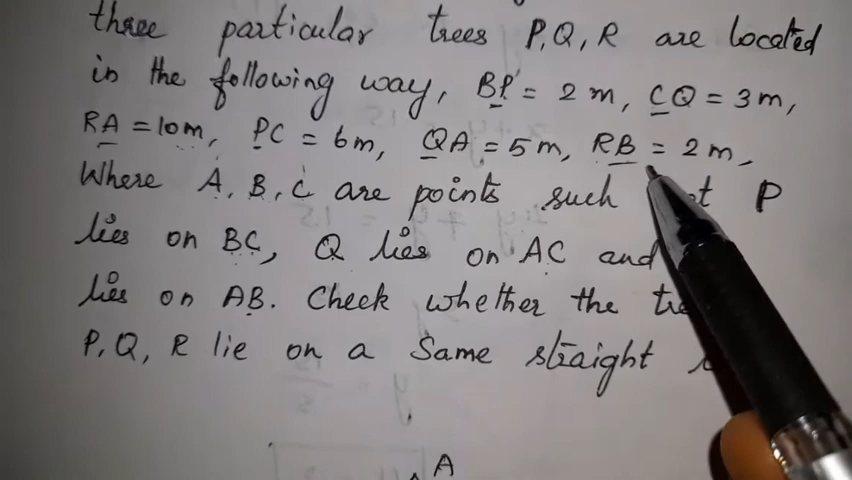 three particular trees P, Q, R are located
in the following way, BP = 2 m, CQ = 3 m,
RA = 10 m, PC = 6 m, QA = 5 m, RB = 2 m,
Where A, B, C are points such P
lies on BC, Q lies on AC and
lies on AB. Check whether the
P, Q, R lie on a Same straight
A